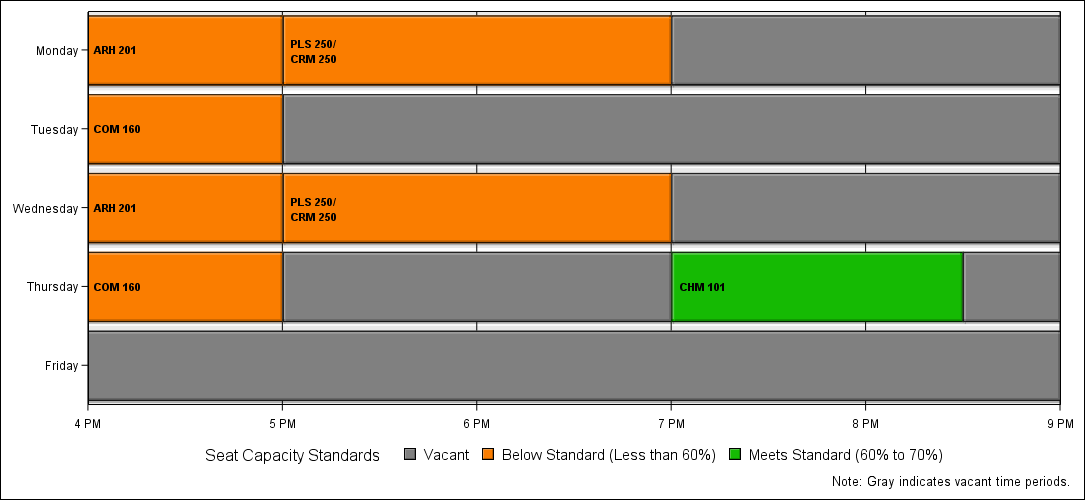 Monday
ARH 201
PLS 250/
CRM 250
Tuesday
COM 160
Wednesday
ARH 201
PLS 250/
CRM 250
Thursday
COM 160
CHM 101
Friday
4 PM 5 PM 6 PM 7 PM 8 PM 9 PM
Seat Capacity Standards Vacant Below Standard (Less than 60%) Meets Standard (60% to 70%)
Note: Gray indicates vacant time periods.